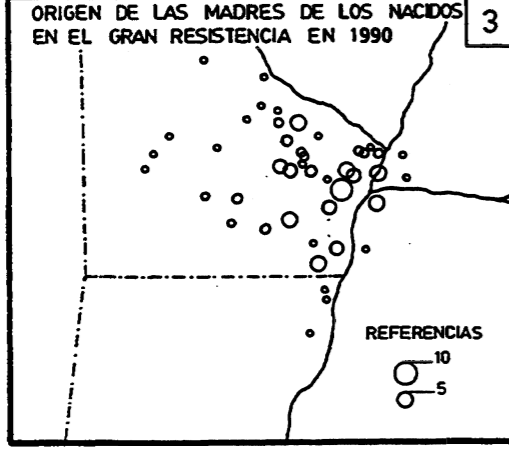 ORIGEN DE LAS MADRES DE LOS NACIDOS
EN EL GRAN RESISTENCIA EN 1990
3
REFERENCIAS
10
5